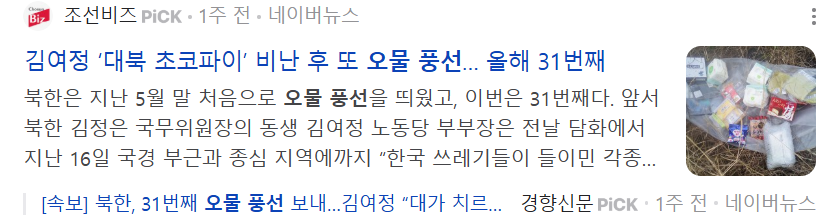 Chosun Biz 조선비즈 PiCK · 1주 전 · 네이버뉴스
김여정 ‘대북 초코파이’ 비난 후 또 오물 풍선... 올해 31번째
북한은 지난 5월 말 처음으로 오물 풍선을 띄웠고, 이번은 31번째다. 앞서
북한 김정은 국무위원장의 동생 김여정 노동당 부부장은 전날 담화에서
지난 16일 국경 부근과 종심 지역에까지 “한국 쓰레기들이 들이민 각종...
[속보] 북한, 31번째 오물 풍선 보내...김여정 “대가 치르... 경향신문 PiCK · 1주 전 · 네이버뉴스